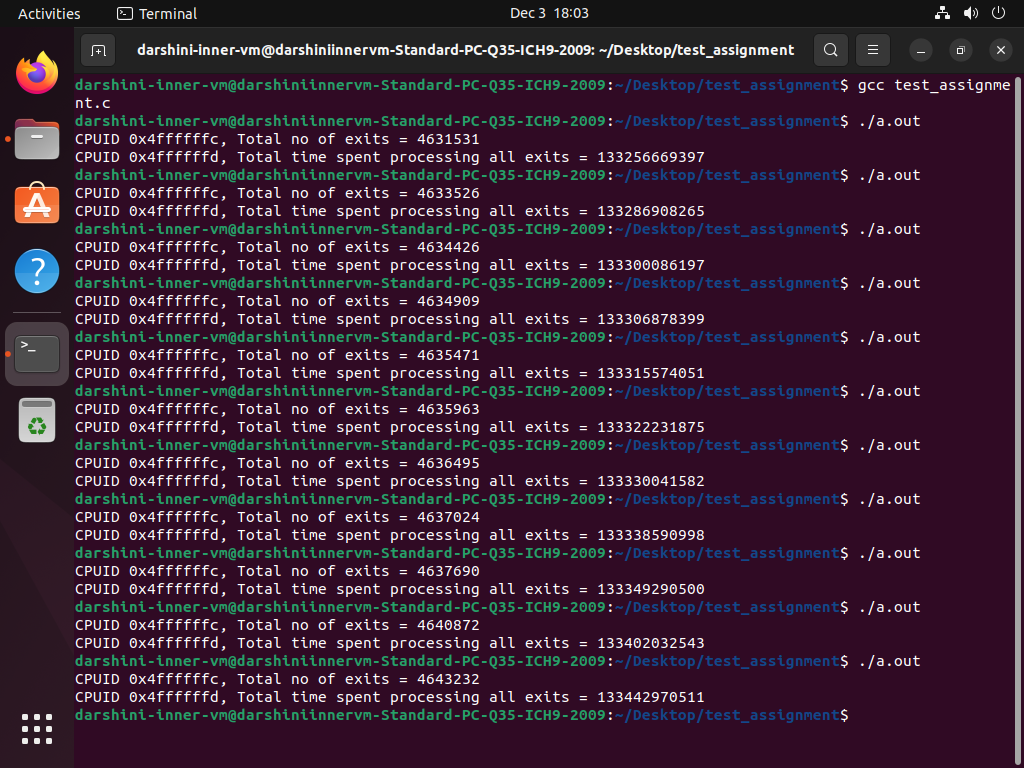 Activities
Terminal
Dec 3 18:03
darshini-inner-vm@darshiniinnervm-Standard-PC-Q35-ICH9-2009: ~/Desktop/test_assignment
darshini-inner-vm@darshiniinnervm-Standard-PC-Q35-ICH9-2009:~/Desktop/test_assignment$ gcc test_assignme
nt.c
darshini-inner-vm@darshiniinnervm-Standard-PC-Q35-ICH9-2009:~/Desktop/test_assignment$ ./a.out
CPUID 0x4ffffffc, Total no of exits = 4631531
CPUID 0x4ffffffd, Total time spent processing all exits = 133256669397
darshini-inner-vm@darshiniinnervm-Standard-PC-Q35-ICH9-2009:~/Desktop/test_assignment$ ./a.out
CPUID 0x4ffffffc, Total no of exits = 4633526
CPUID 0x4ffffffd, Total time spent processing all exits = 133286908265
darshini-inner-vm@darshiniinnervm-Standard-PC-Q35-ICH9-2009:~/Desktop/test_assignment$ ./a.out
CPUID 0x4ffffffc, Total no of exits = 4634426
CPUID 0x4ffffffd, Total time spent processing all exits = 133300086197
darshini-inner-vm@darshiniinnervm-Standard-PC-Q35-ICH9-2009:~/Desktop/test_assignment$ ./a.out
CPUID 0x4ffffffc, Total no of exits = 4634909
CPUID 0x4ffffffd, Total time spent processing all exits = 133306878399
darshini-inner-vm@darshiniinnervm-Standard-PC-Q35-ICH9-2009:~/Desktop/test_assignment$ ./a.out
CPUID 0x4ffffffc, Total no of exits = 4635471
CPUID 0x4ffffffd, Total time spent processing all exits = 133315574051
darshini-inner-vm@darshiniinnervm-Standard-PC-Q35-ICH9-2009:~/Desktop/test_assignment$ ./a.out
CPUID 0x4ffffffc, Total no of exits = 4635963
CPUID 0x4ffffffd, Total time spent processing all exits = 133322231875
darshini-inner-vm@darshiniinnervm-Standard-PC-Q35-ICH9-2009:~/Desktop/test_assignment$ ./a.out
CPUID 0x4ffffffc, Total no of exits = 4636495
CPUID 0x4ffffffd, Total time spent processing all exits = 133330041582
darshini-inner-vm@darshiniinnervm-Standard-PC-Q35-ICH9-2009:~/Desktop/test_assignment$ ./a.out
CPUID 0x4ffffffc, Total no of exits = 4637024
CPUID 0x4ffffffd, Total time spent processing all exits = 133338590998
darshini-inner-vm@darshiniinnervm-Standard-PC-Q35-ICH9-2009:~/Desktop/test_assignment$ ./a.out
CPUID 0x4ffffffc, Total no of exits = 4637690
CPUID 0x4ffffffd, Total time spent processing all exits = 133349290500
darshini-inner-vm@darshiniinnervm-Standard-PC-Q35-ICH9-2009:~/Desktop/test_assignment$ ./a.out
CPUID 0x4ffffffc, Total no of exits = 4640872
CPUID 0x4ffffffd, Total time spent processing all exits = 133402032543
darshini-inner-vm@darshiniinnervm-Standard-PC-Q35-ICH9-2009:~/Desktop/test_assignment$ ./a.out
CPUID 0x4ffffffc, Total no of exits = 4643232
CPUID 0x4ffffffd, Total time spent processing all exits = 133442970511
darshini-inner-vm@darshiniinnervm-Standard-PC-Q35-ICH9-2009:~/Desktop/test_assignment$